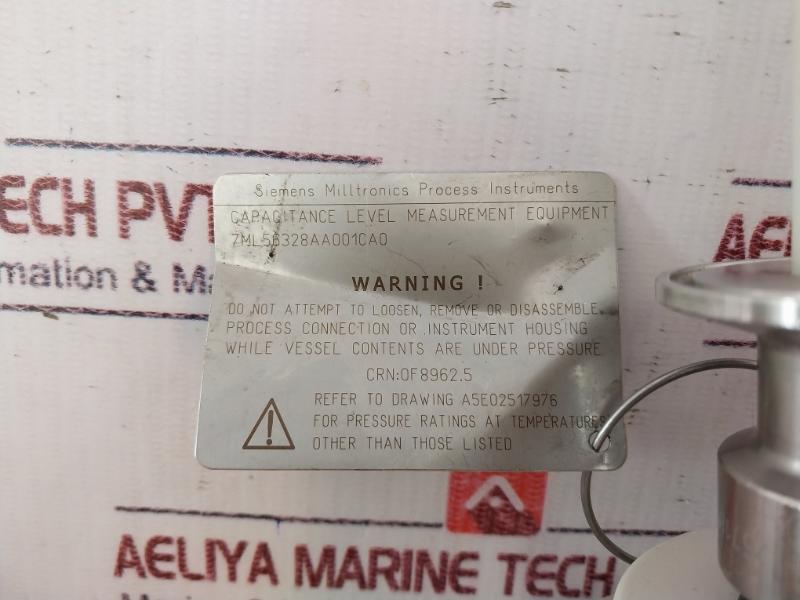 Siemens Milltronics Process Instruments
CAPACITANCE LEVEL MEASUREMENT EQUIPMENT
7ML56328AA001CA0
WARNING !
DO NOT ATTEMPT TO LOOSEN, REMOVE OR DISASSEMBLE
PROCESS CONNECTION OR INSTRUMENT HOUSING
WHILE VESSEL CONTENTS ARE UNDER PRESSURE
CRN:0F8962.5
REFER TO DRAWING A5E02517976
FOR PRESSURE RATINGS AT TEMPERATURES
OTHER THAN THOSE LISTED
ECH PVT
mation & Ma
AELIYA MARINE TECH